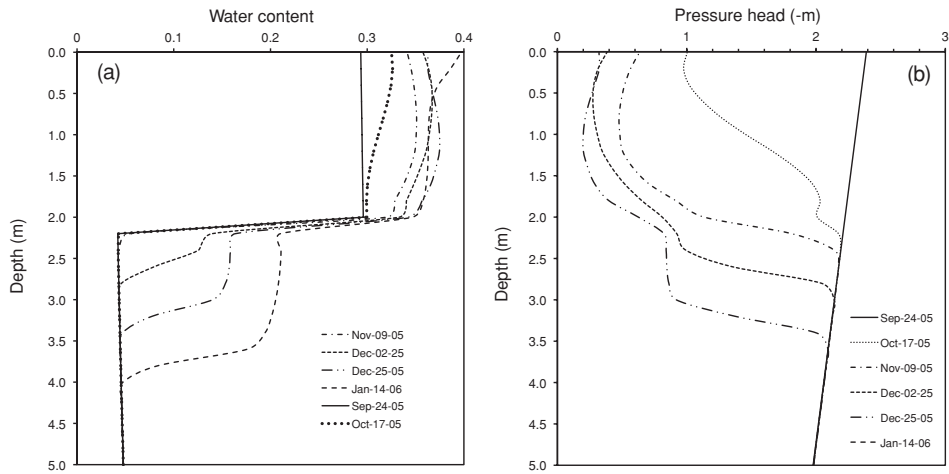 Water content
0
0.1
0.2
0.3
0.4
0.0
0.5
1.0
1.5
2.0
2.5
3.0
3.5
4.0
4.5
5.0
Depth (m)
(a)
Nov-09-05
Dec-02-25
Dec-25-05
Jan-14-06
Sep-24-05
Oct-17-05
Pressure head (-m)
0
1
2
3
0.0
0.5
1.0
1.5
2.0
2.5
3.0
3.5
4.0
4.5
5.0
Depth (m)
(b)
Sep-24-05
Oct-17-05
Nov-09-05
Dec-02-25
Dec-25-05
Jan-14-06